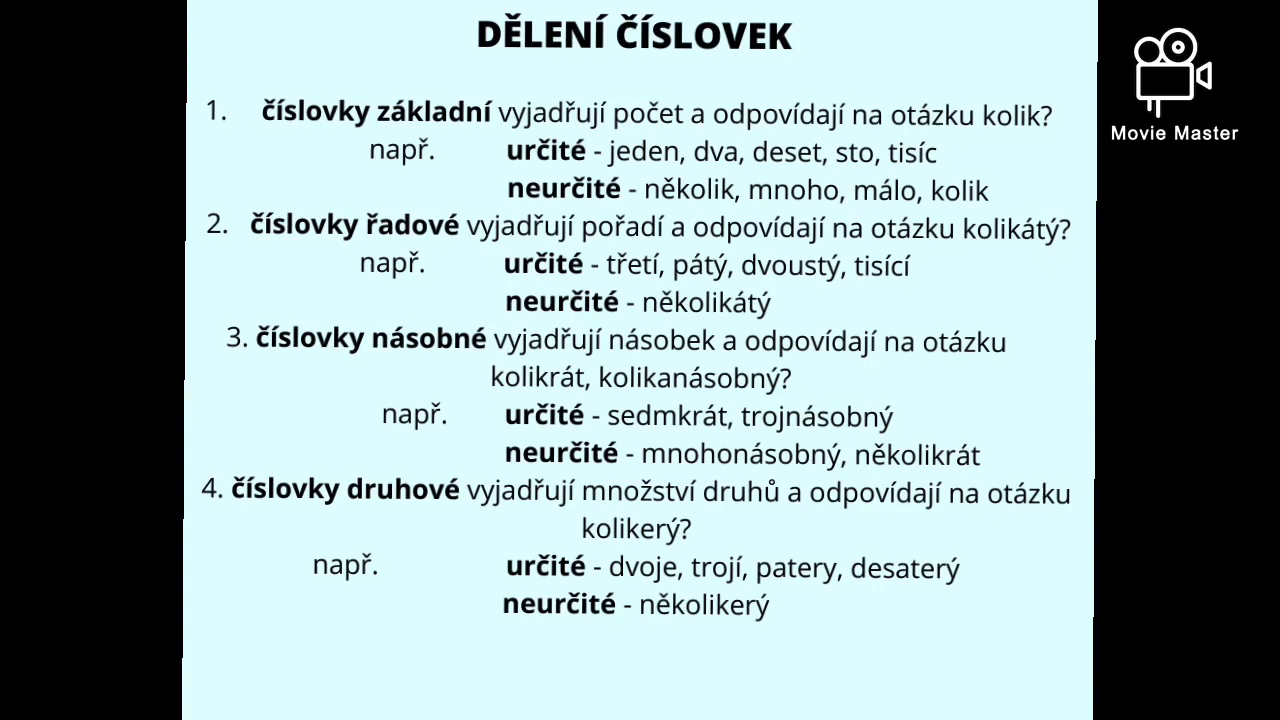 DĚLENÍ ČÍSLOVEK
Movie Master
1. číslovky základní vyjadřují počet a odpovídají na otázku kolik?
např. určité - jeden, dva, deset, sto, tisíc
neurčité - několik, mnoho, málo, kolik
2. číslovky řadové vyjadřují pořadí a odpovídají na otázku kolikátý?
např. určité - třetí, pátý, dvoustý, tisící
neurčité - několikátý
3. číslovky násobné vyjadřují násobek a odpovídají na otázku
kolikrát, kolikanásobný?
např. určité - sedmkrát, trojnásobný
neurčité - mnohonásobný, několikrát
4. číslovky druhové vyjadřují množství druhů a odpovídají na otázku
kolikerý?
např. určité - dvoje, trojí, patery, desaterý
neurčité - několikerý